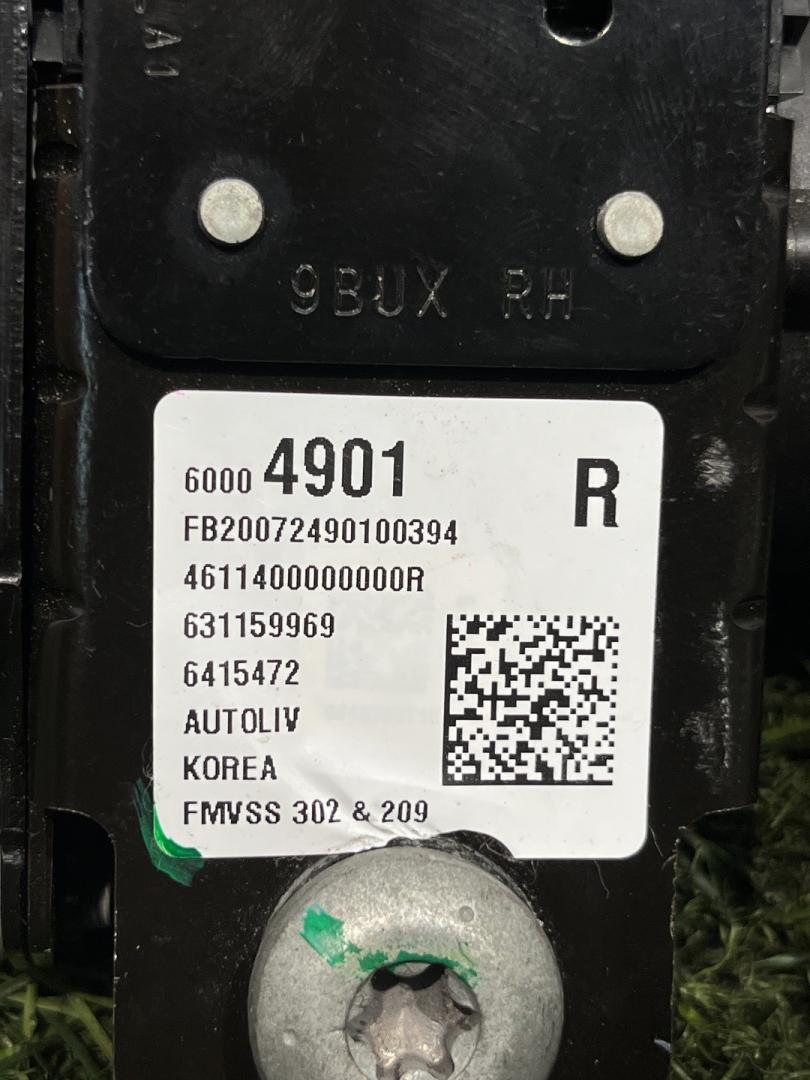 9BUX RH
6000 4901 R
FB20072490100394
4611400000000R
631159969
6415472
AUTOLIV
KOREA
FMVSS 302 & 209